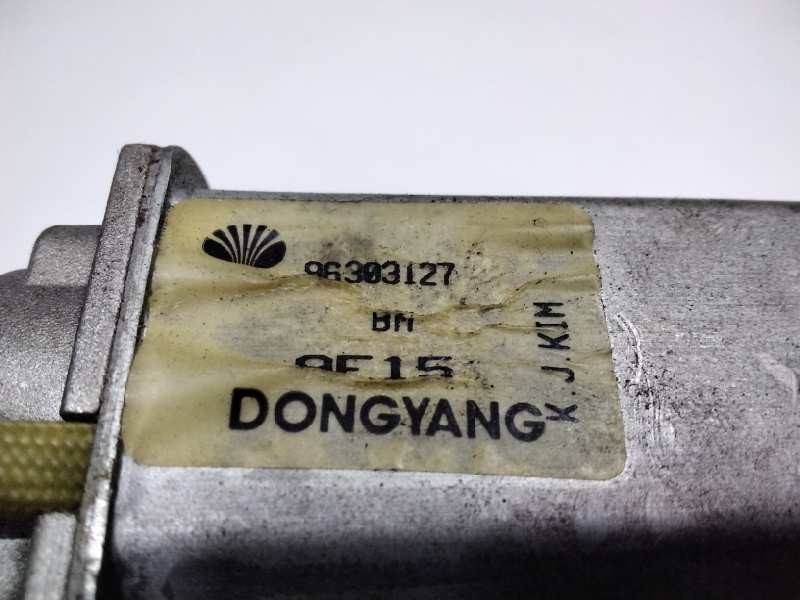 96303127
BM
9F15
DONGYANG
K.J.KIM